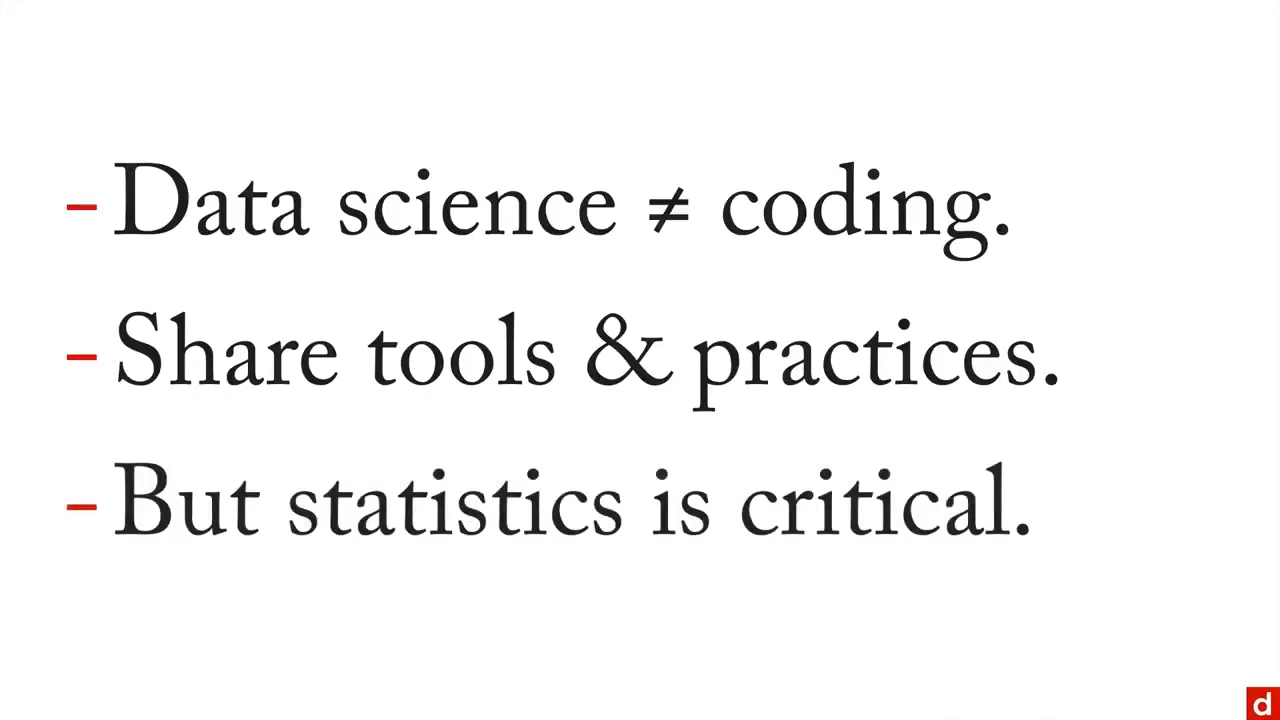 - Data science ≠ coding.
- Share tools & practices.
- But statistics is critical.
d